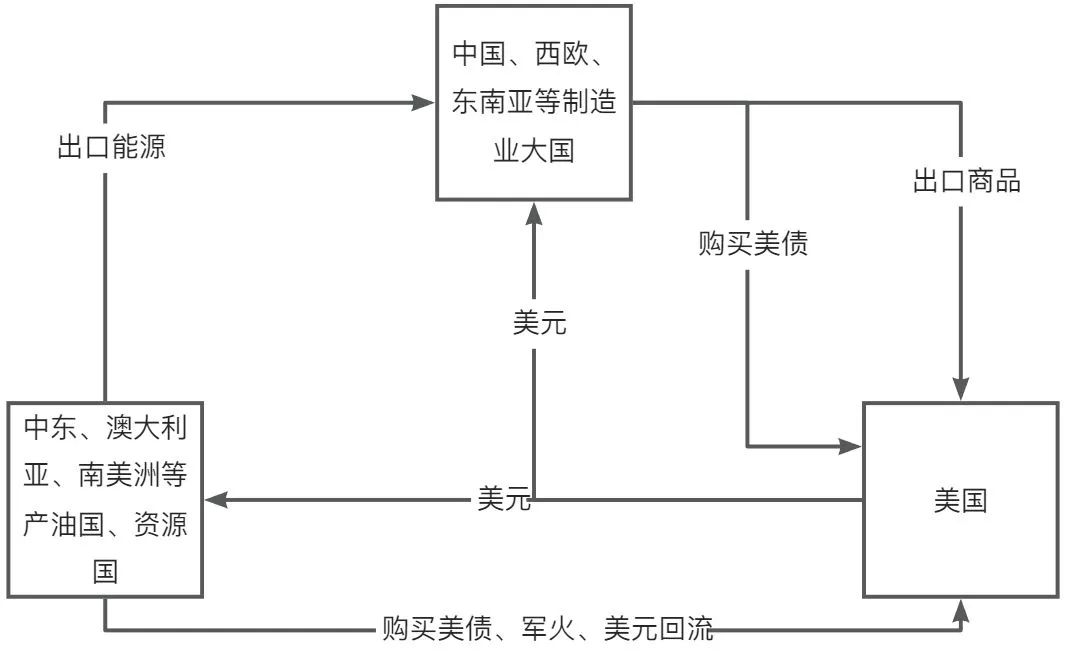 中国、西欧、
东南亚等制造
业大国
出口能源
出口商品
购买美债
美元
中东、澳大利
亚、南美洲等
产油国、资源
国
美元
美国
购买美债、军火、美元回流